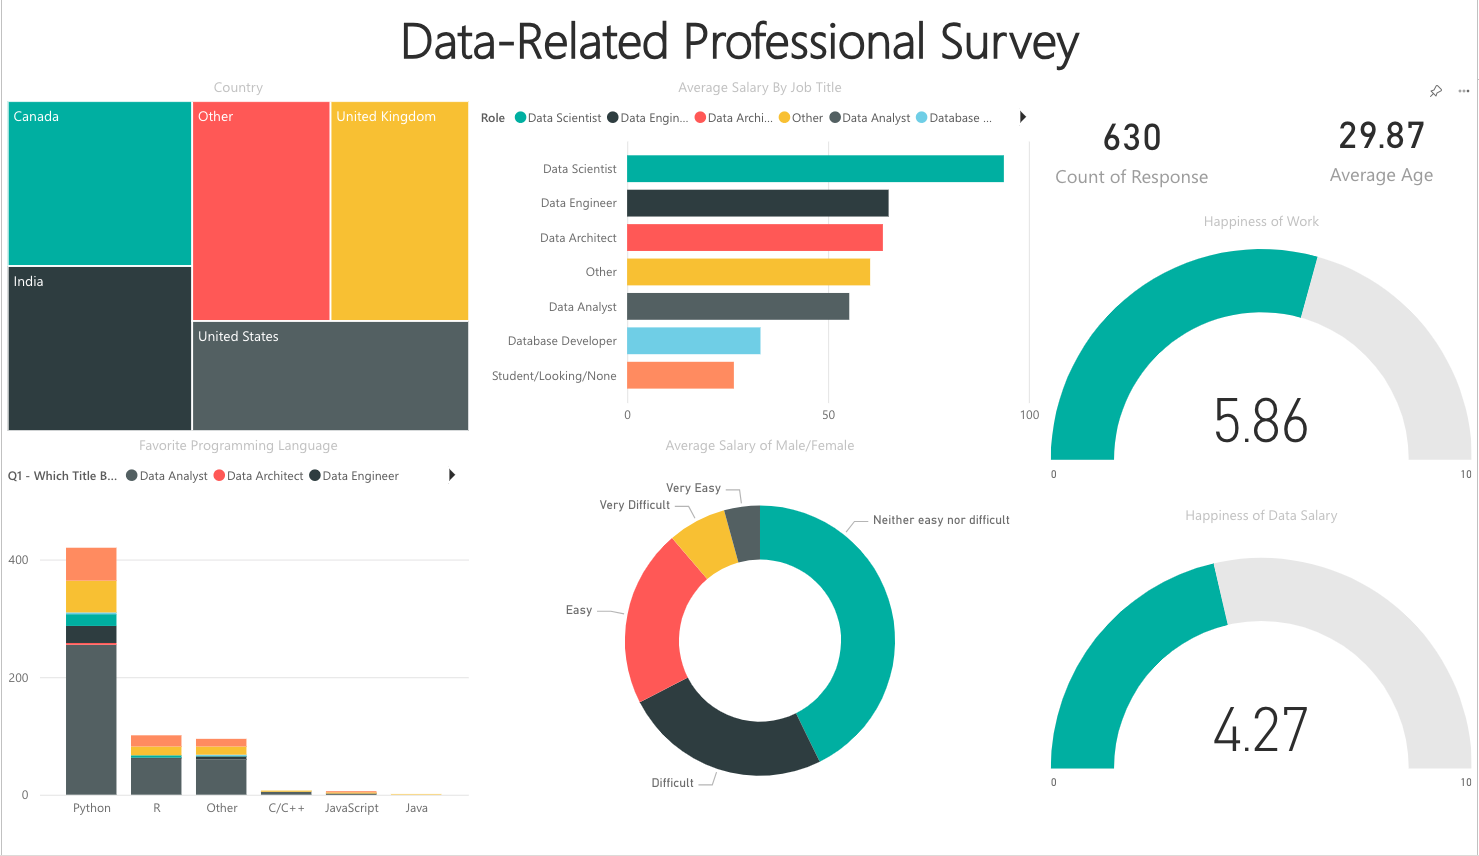 Data-Related Professional Survey
Country
Canada
Other
United Kingdom
India
United States
Average Salary By Job Title
Role Data Scientist Data Engin... Data Archi... Other Data Analyst Database ...
Data Scientist
Data Engineer
Data Architect
Other
Data Analyst
Database Developer
Student/Looking/None
0 50 100
630
Count of Response
29.87
Average Age
Happiness of Work
5.86
0 10
Favorite Programming Language
Q1 - Which Title B... Data Analyst Data Architect Data Engineer
400
200
0
Python R Other C/C++ JavaScript Java
Average Salary of Male/Female
Very Easy
Very Difficult
Neither easy nor difficult
Easy
Difficult
Happiness of Data Salary
4.27
0 10